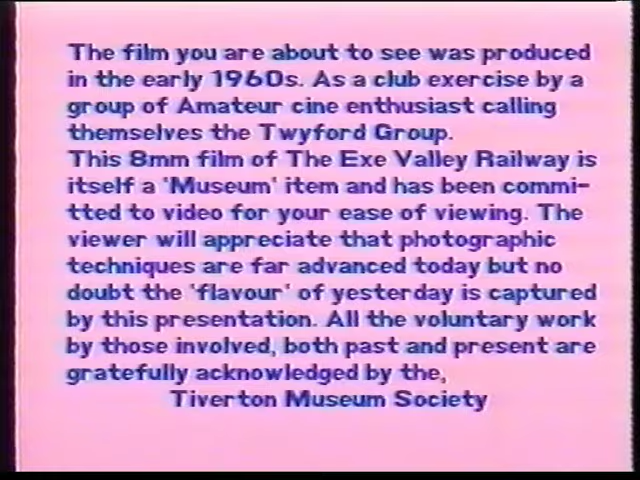 The film you are about to see was produced
in the early 1960s. As a club exercise by a
group of Amateur cine enthusiast calling
themselves the Twyford Group.
This 8mm film of The Exe Valley Railway is
itself a 'Museum' item and has been commi-
tted to video for your ease of viewing. The
viewer will appreciate that photographic
techniques are far advanced today but no
doubt the 'flavour' of yesterday is captured
by this presentation. All the voluntary work
by those involved, both past and present are
gratefully acknowledged by the,
Tiverton Museum Society